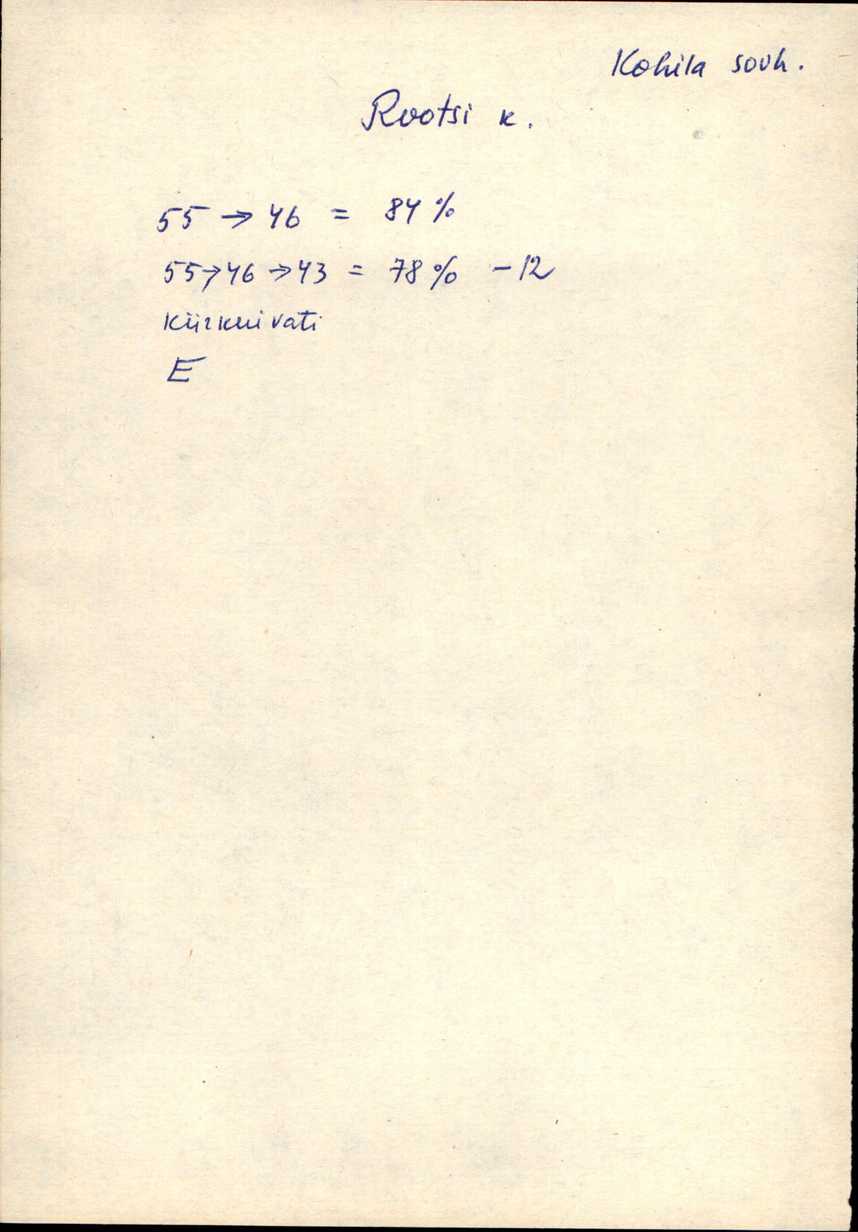 Kohila sovh.
Rootsi k.
55 → 46 = 84%
55→46→43 = 78% -12
Kiirkuivati
E